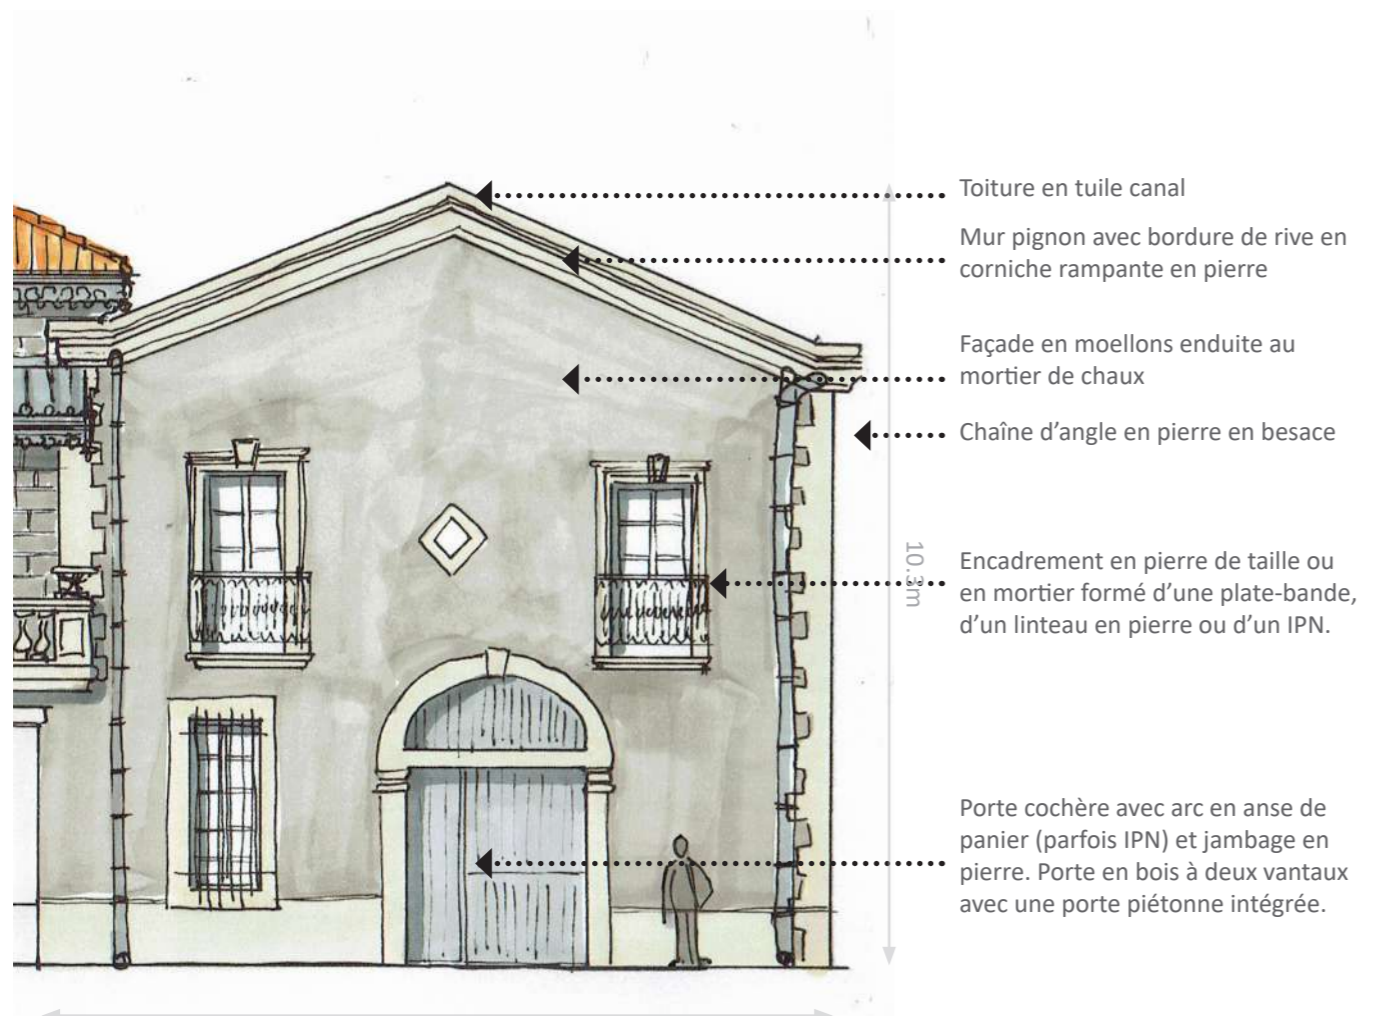 Toiture en tuile canal
Mur pignon avec bordure de rive en
corniche rampante en pierre
Façade en moellons enduite au
mortier de chaux
Chaîne d’angle en pierre en besace
10.3m
Encadrement en pierre de taille ou
en mortier formé d’une plate-bande,
d’un linteau en pierre ou d’un IPN.
Porte cochère avec arc en anse de
panier (parfois IPN) et jambage en
pierre. Porte en bois à deux vantaux
avec une porte piétonne intégrée.